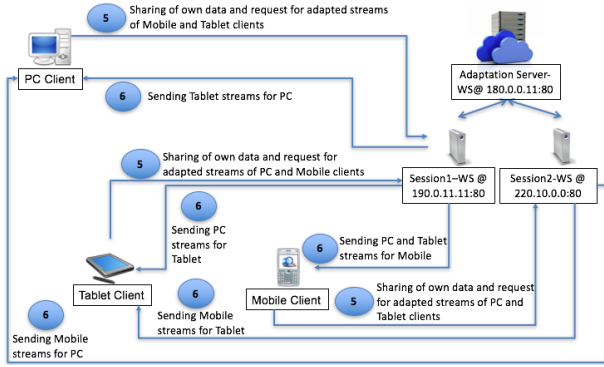 5
Sharing of own data and request for adapted streams
of Mobile and Tablet clients
PC Client
Adaptation Server-
WS@ 180.0.0.11:80
6
Sending Tablet streams for PC
5
Sharing of own data and request for
adapted streams of PC and Mobile clients
Session1–WS @
190.0.11.11:80
Session2-WS @
220.10.0.0:80
6
Sending PC
streams for
Tablet
6
Sending PC and Tablet
streams for Mobile
Tablet Client
Mobile Client
5
Sharing of own data and request
for adapted streams of PC and
Tablet clients
6
Sending Mobile
streams for Tablet
6
Sending Mobile
streams for PC